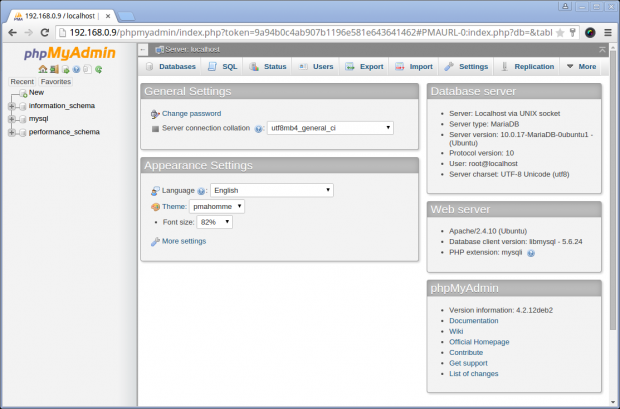 192.168.0.9 / localhost |
192.168.0.9/phpmyadmin/index.php?token=9a94b0c4ab907b1196e581e643641462#PMAURL-0:index.php?db=&tabl
phpMyAdmin
Recent Favorites
New
information_schema
mysql
performance_schema
Server: localhost
Databases SQL Status Users Export Import Settings Replication More
General Settings
Change password
Server connection collation : utf8mb4_general_ci
Appearance Settings
Language : English
Theme: pmahomme
Font size: 82%
More settings
Database server
Server: Localhost via UNIX socket
Server type: MariaDB
Server version: 10.0.17-MariaDB-0ubuntu1 -
(Ubuntu)
Protocol version: 10
User: root@localhost
Server charset: UTF-8 Unicode (utf8)
Web server
Apache/2.4.10 (Ubuntu)
Database client version: libmysql - 5.6.24
PHP extension: mysqli
phpMyAdmin
Version information: 4.2.12deb2
Documentation
Wiki
Official Homepage
Contribute
Get support
List of changes